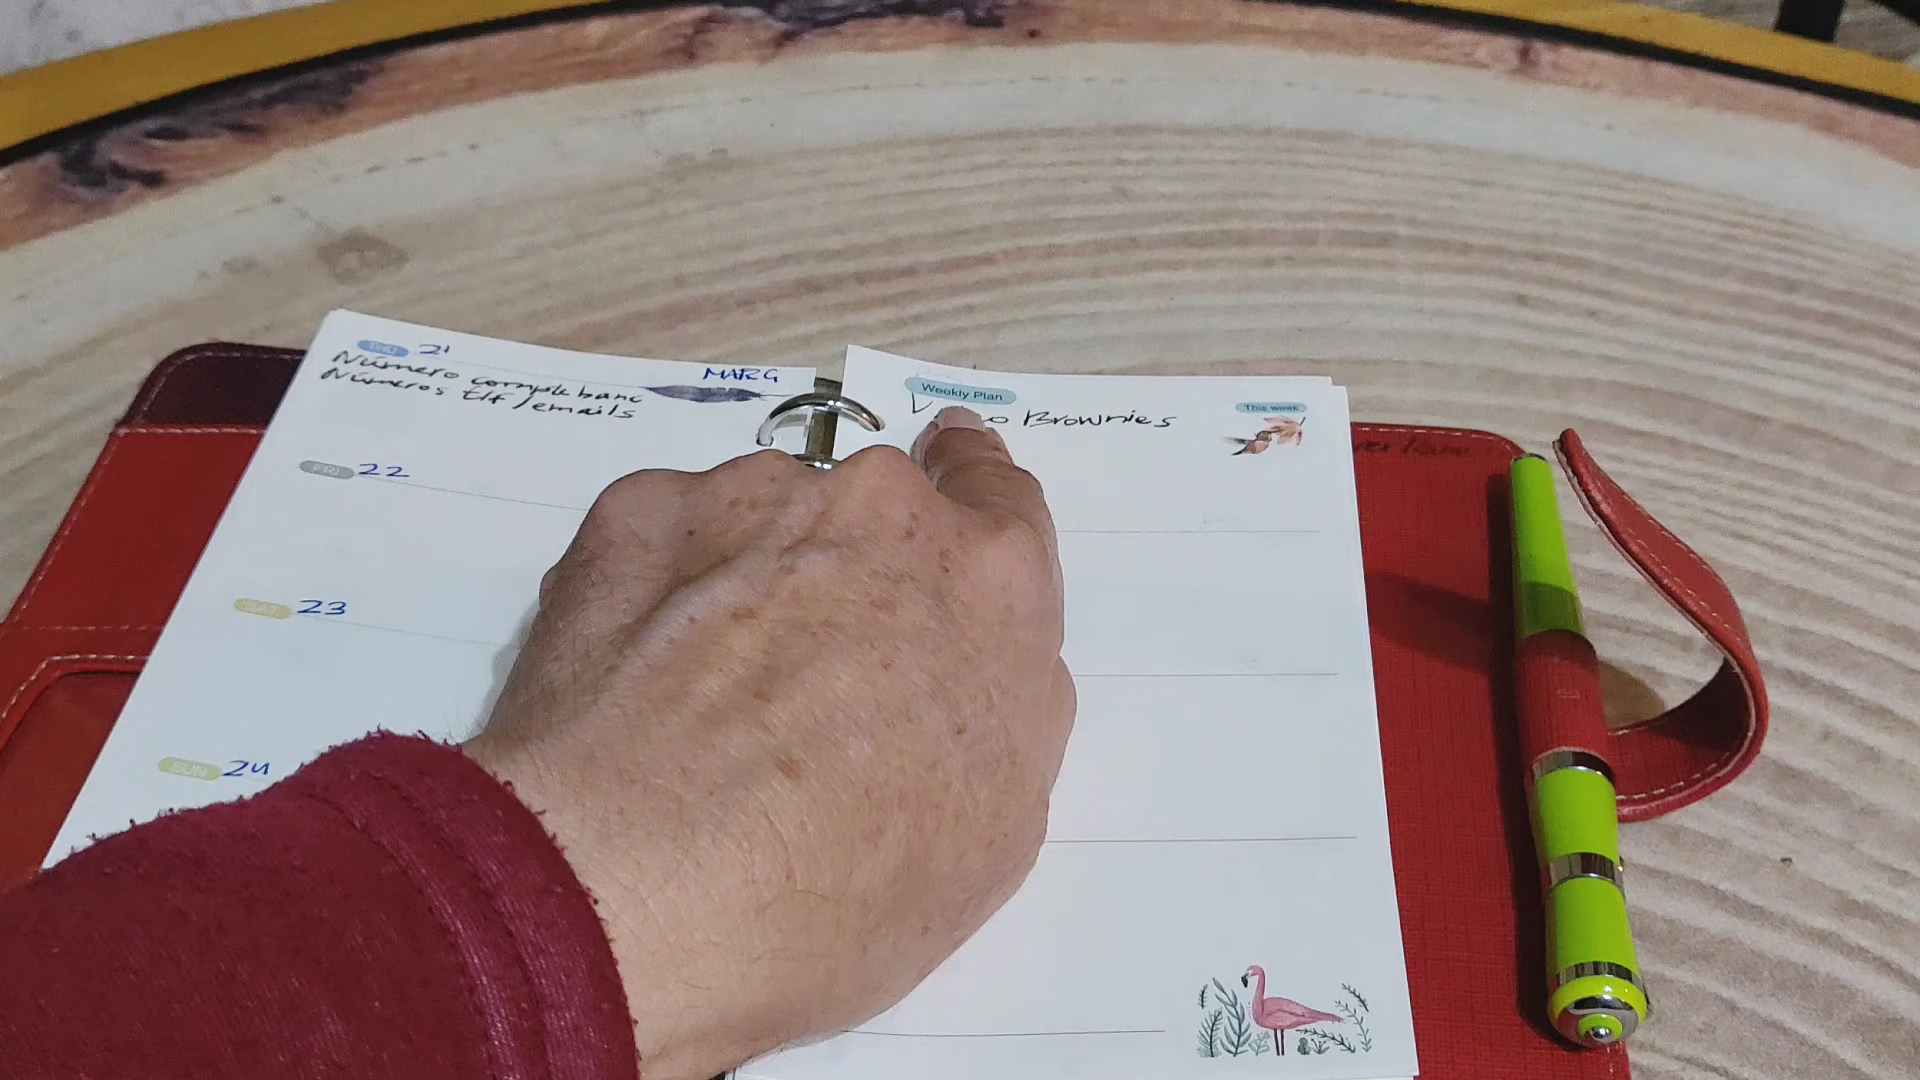 THU 21
MARG
Número comple banc
Números tlf/emails
FRI 22
SAT 23
SUN 24
Weekly Plan
This week
Brownies